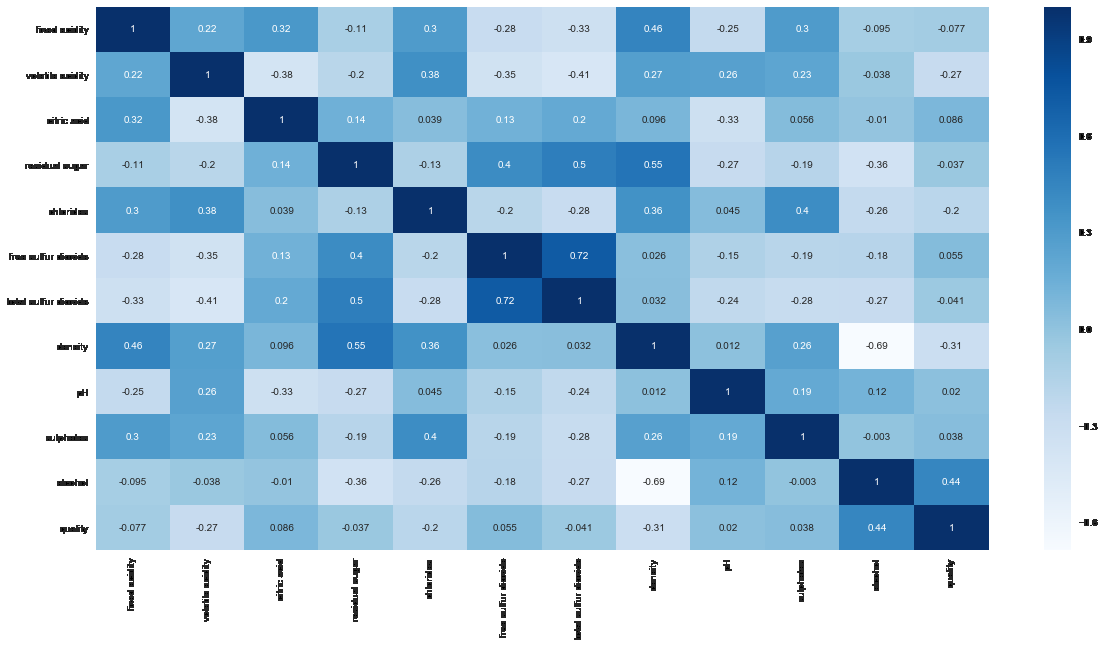 fixed acidity 1 0.22 0.32 -0.11 0.3 -0.28 -0.33 0.46 -0.25 0.3 -0.095 -0.077
volatile acidity 0.22 1 -0.38 -0.2 0.38 -0.35 -0.41 0.27 0.26 0.23 -0.038 -0.27
citric acid 0.32 -0.38 1 0.14 0.039 0.13 0.2 0.096 -0.33 0.056 -0.01 0.086
residual sugar -0.11 -0.2 0.14 1 -0.13 0.4 0.5 0.55 -0.27 -0.19 -0.36 -0.037
chlorides 0.3 0.38 0.039 -0.13 1 -0.2 -0.28 0.36 0.045 0.4 -0.26 -0.2
free sulfur dioxide -0.28 -0.35 0.13 0.4 -0.2 1 0.72 0.026 -0.15 -0.19 -0.18 0.055
total sulfur dioxide -0.33 -0.41 0.2 0.5 -0.28 0.72 1 0.032 -0.24 -0.28 -0.27 -0.041
density 0.46 0.27 0.096 0.55 0.36 0.026 0.032 1 0.012 0.26 -0.69 -0.31
pH -0.25 0.26 -0.33 -0.27 0.045 -0.15 -0.24 0.012 1 0.19 0.12 0.02
sulphates 0.3 0.23 0.056 -0.19 0.4 -0.19 -0.28 0.26 0.19 1 -0.003 0.038
alcohol -0.095 -0.038 -0.01 -0.36 -0.26 -0.18 -0.27 -0.69 0.12 -0.003 1 0.44
quality -0.077 -0.27 0.086 -0.037 -0.2 0.055 -0.041 -0.31 0.02 0.038 0.44 1
fixed acidity
volatile acidity
citric acid
residual sugar
chlorides
free sulfur dioxide
total sulfur dioxide
density
pH
sulphates
alcohol
quality
0.9
0.6
0.3
0.0
−0.3
−0.6